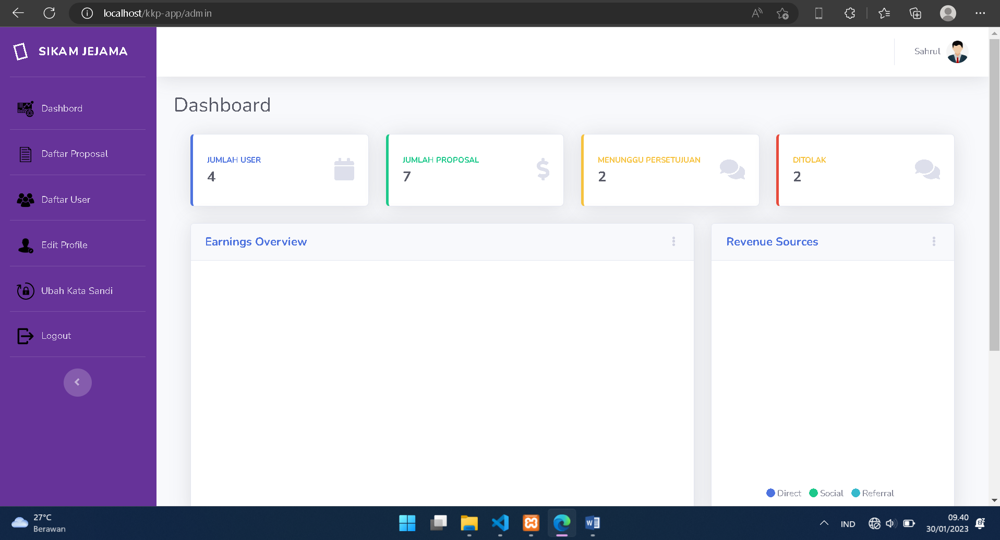 localhost/kkp-app/admin
SIKAM JEJAMA
Sahrul
Dashbord
Daftar Proposal
Daftar User
Edit Profile
Ubah Kata Sandi
Logout
Dashboard
JUMLAH USER
4
JUMLAH PROPOSAL
7
MENUNGGU PERSETUJUAN
2
DITOLAK
2
Earnings Overview
Revenue Sources
Direct Social Referral
27°C
Berawan
IND
09.40
30/01/2023